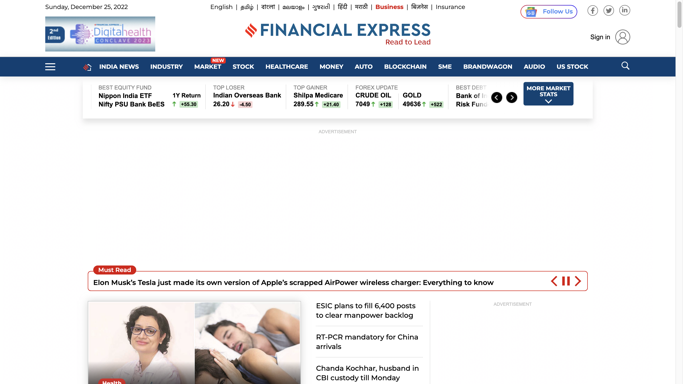 Sunday, December 25, 2022
English | தமிழ் | বাংলা | മലയാളം | ગુજરાતી | हिंदी | मराठी | Business | बिजनेस | Insurance
Follow Us
2nd Edition
Digitalhealth
CONCLAVE 2023
FINANCIAL EXPRESS
Read to Lead
Sign in
NEW
INDIA NEWS INDUSTRY MARKET STOCK HEALTHCARE MONEY AUTO BLOCKCHAIN SME BRANDWAGON AUDIO US STOCK
BEST EQUITY FUND
Nippon India ETF 1Y Return
Nifty PSU Bank BeES +55.30
TOP LOSER
Indian Overseas Bank
26.20 -4.50
TOP GAINER
Shilpa Medicare
289.55 +21.40
FOREX UPDATE
CRUDE OIL GOLD
7049 +128 49636 +522
BEST DEBT
Bank of
Risk Fund
MORE MARKET STATS
ADVERTISEMENT
Must Read
Elon Musk's Tesla just made its own version of Apple's scrapped AirPower wireless charger: Everything to know
Health
ESIC plans to fill 6,400 posts
to clear manpower backlog
RT-PCR mandatory for China
arrivals
Chanda Kochhar, husband in
CBI custody till Monday
ADVERTISEMENT